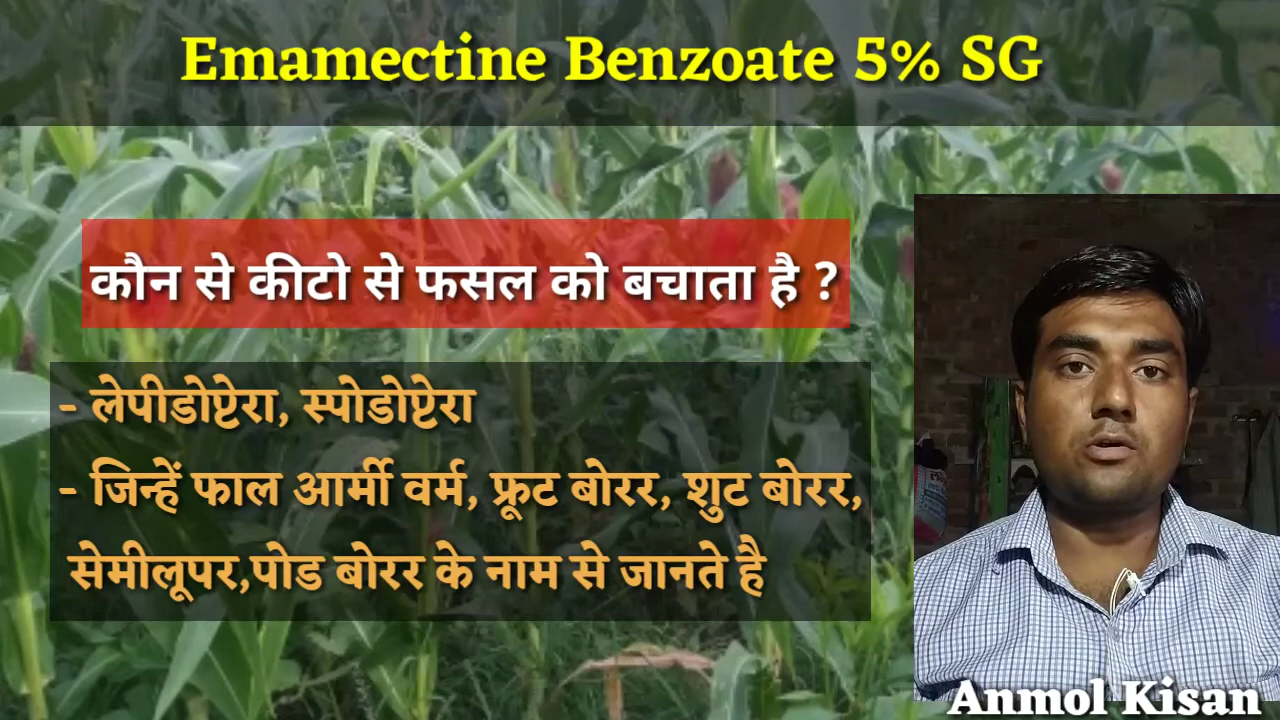 Emamectine Benzoate 5% SG
कौन से कीटो से फसल को बचाता है ?
- लेपीडोप्टेरा, स्पोडोप्टेरा
- जिन्हें फाल आर्मी वर्म, फ्रूट बोरर, शुट बोरर,
सेमीलूपर,पोड बोरर के नाम से जानते है
Anmol Kisan